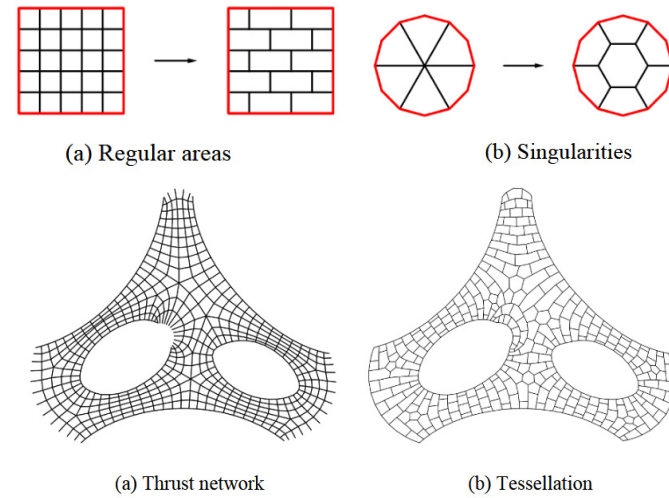 (a) Regular areas
(b) Singularities
(a) Thrust network
(b) Tessellation